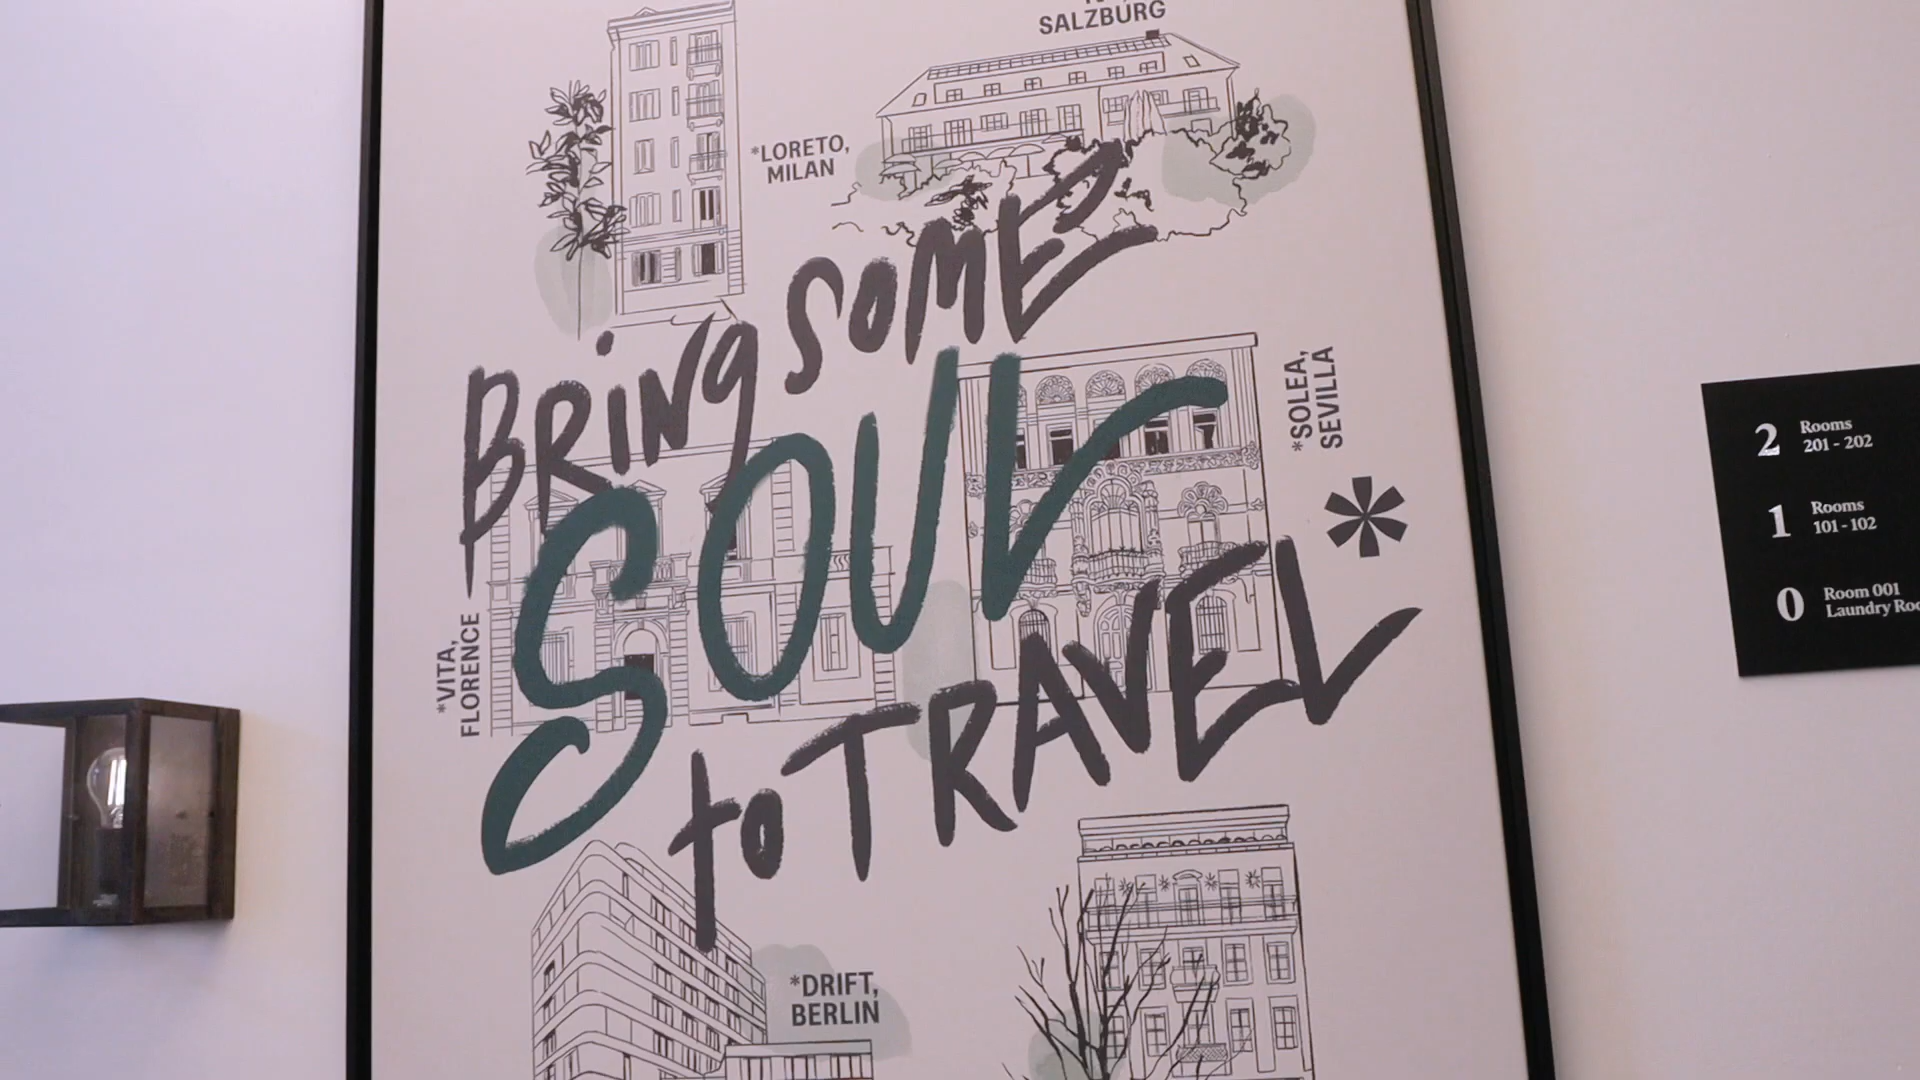 SALZBURG
*LORETO,
MILAN
BRiNg SOME
SOUL
to TRAVEL*
*SOLEA,
SEVILLA
*VITA,
FLORENCE
*DRIFT,
BERLIN
2 Rooms
201 - 202
1 Rooms
101 - 102
0 Room 001
Laundry